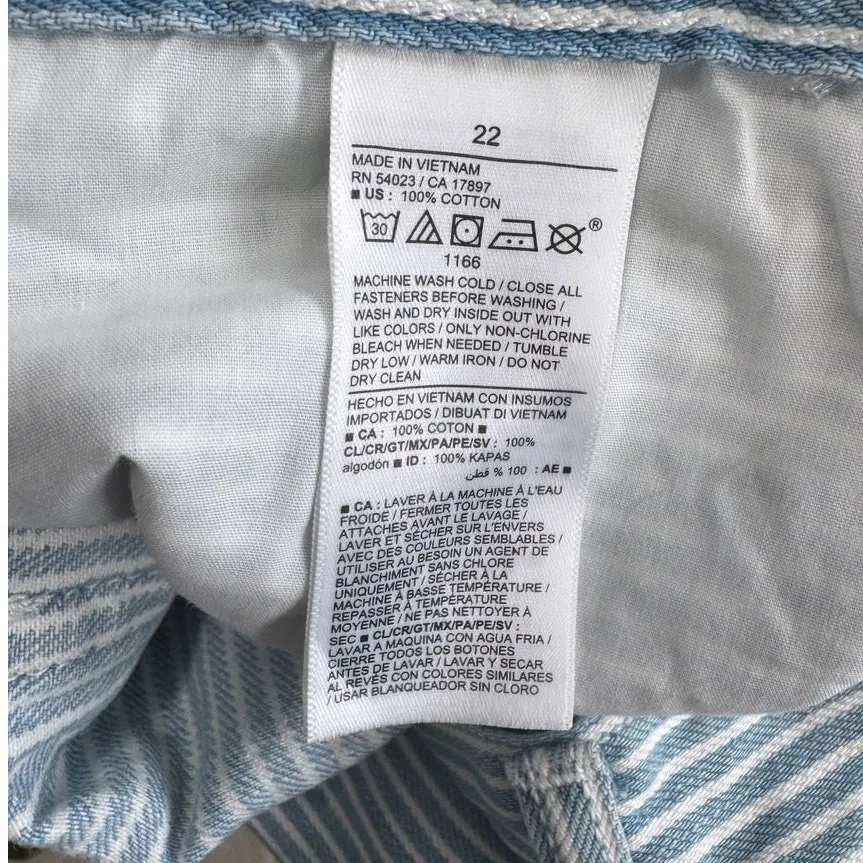 22
MADE IN VIETNAM
RN 54023 / CA 17897
■ US : 100% COTTON
30 ®
1166
MACHINE WASH COLD / CLOSE ALL
FASTENERS BEFORE WASHING /
WASH AND DRY INSIDE OUT WITH
LIKE COLORS / ONLY NON-CHLORINE
BLEACH WHEN NEEDED / TUMBLE
DRY LOW / WARM IRON / DO NOT
DRY CLEAN
HECHO EN VIETNAM CON INSUMOS
IMPORTADOS / DIBUAT DI VIETNAM
■ CA : 100% COTON ■
CL/CR/GT/MX/PA/PE/SV : 100%
algodón ■ ID : 100% KAPAS
■ AE : 100 % قطن
■ CA : LAVER À LA MACHINE À L'EAU
FROIDE / FERMER TOUTES LES
ATTACHES AVANT LE LAVAGE /
LAVER ET SÉCHER SUR L'ENVERS
AVEC DES COULEURS SEMBLABLES /
UTILISER AU BESOIN UN AGENT DE
BLANCHIMENT SANS CHLORE
UNIQUEMENT / SÉCHER À LA
MACHINE À BASSE TEMPÉRATURE /
REPASSER À TEMPÉRATURE
MOYENNE / NE PAS NETTOYER À
SEC ■ CL/CR/GT/MX/PA/PE/SV :
LAVAR A MAQUINA CON AGUA FRIA /
CIERRE TODOS LOS BOTONES
ANTES DE LAVAR / LAVAR Y SECAR
AL REVÉS CON COLORES SIMILARES
/ USAR BLANQUEADOR SIN CLORO